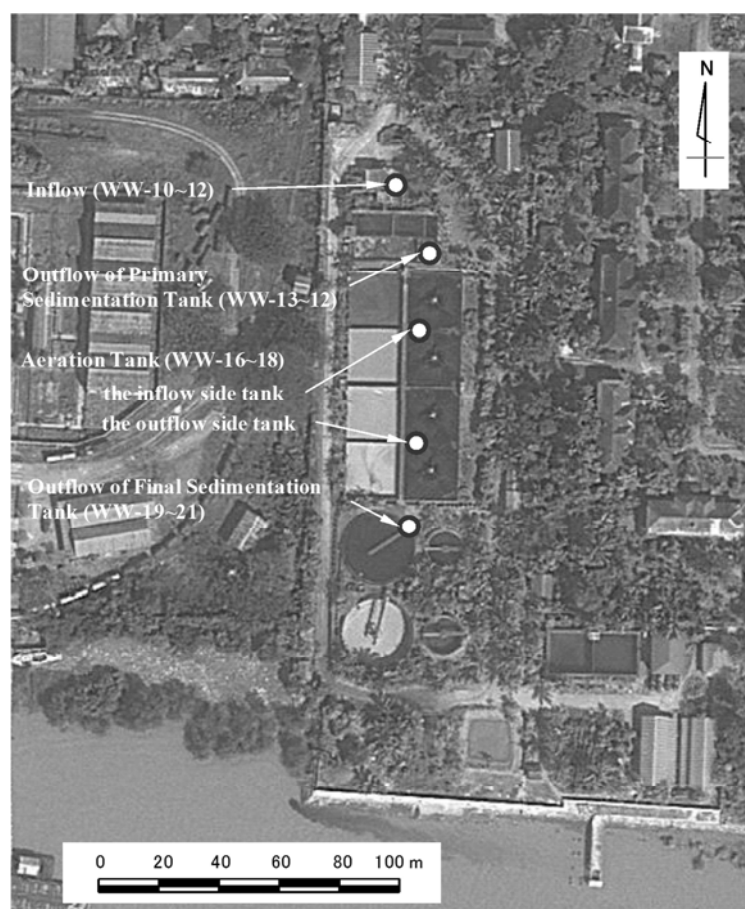 N
Inflow (WW-10~12)
Outflow of Primary
Sedimentation Tank (WW-13~12)
Aeration Tank (WW-16~18)
the inflow side tank
the outflow side tank
Outflow of Final Sedimentation
Tank (WW-19~21)
0 20 40 60 80 100 m